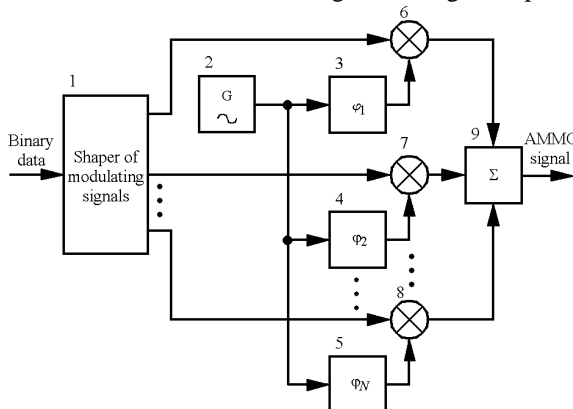 6
1
2
3
G
φ1
Binary
data
Shaper of
modulating
signals
7
9
AMMC
signal
Σ
4
φ2
8
5
φN